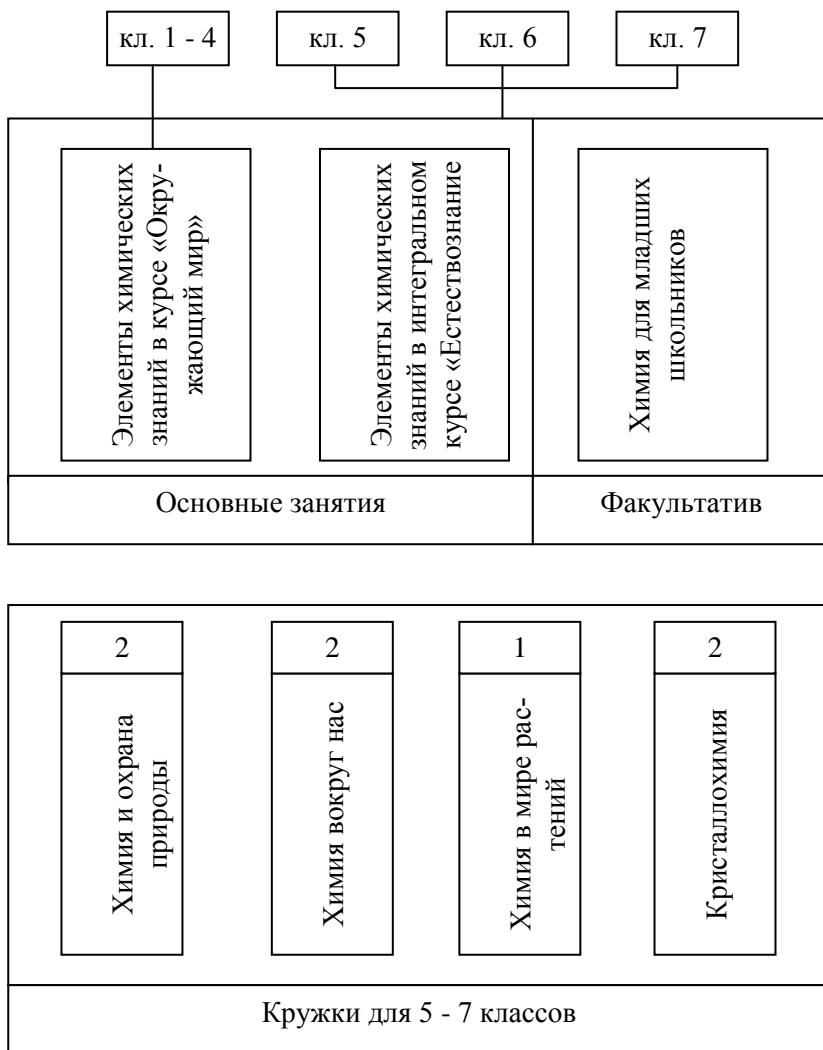 кл. 1 - 4
кл. 5
кл. 6
кл. 7
Элементы химических
знаний в курсе «Окру-
жающий мир»
Элементы химических
знаний в интегральном
курсе «Естествознание
Химия для младших
школьников
Основные занятия
Факультатив
2
2
1
2
Химия и охрана
природы
Химия вокруг нас
Химия в мире рас-
тений
Кристаллохимия
Кружки для 5 - 7 классов